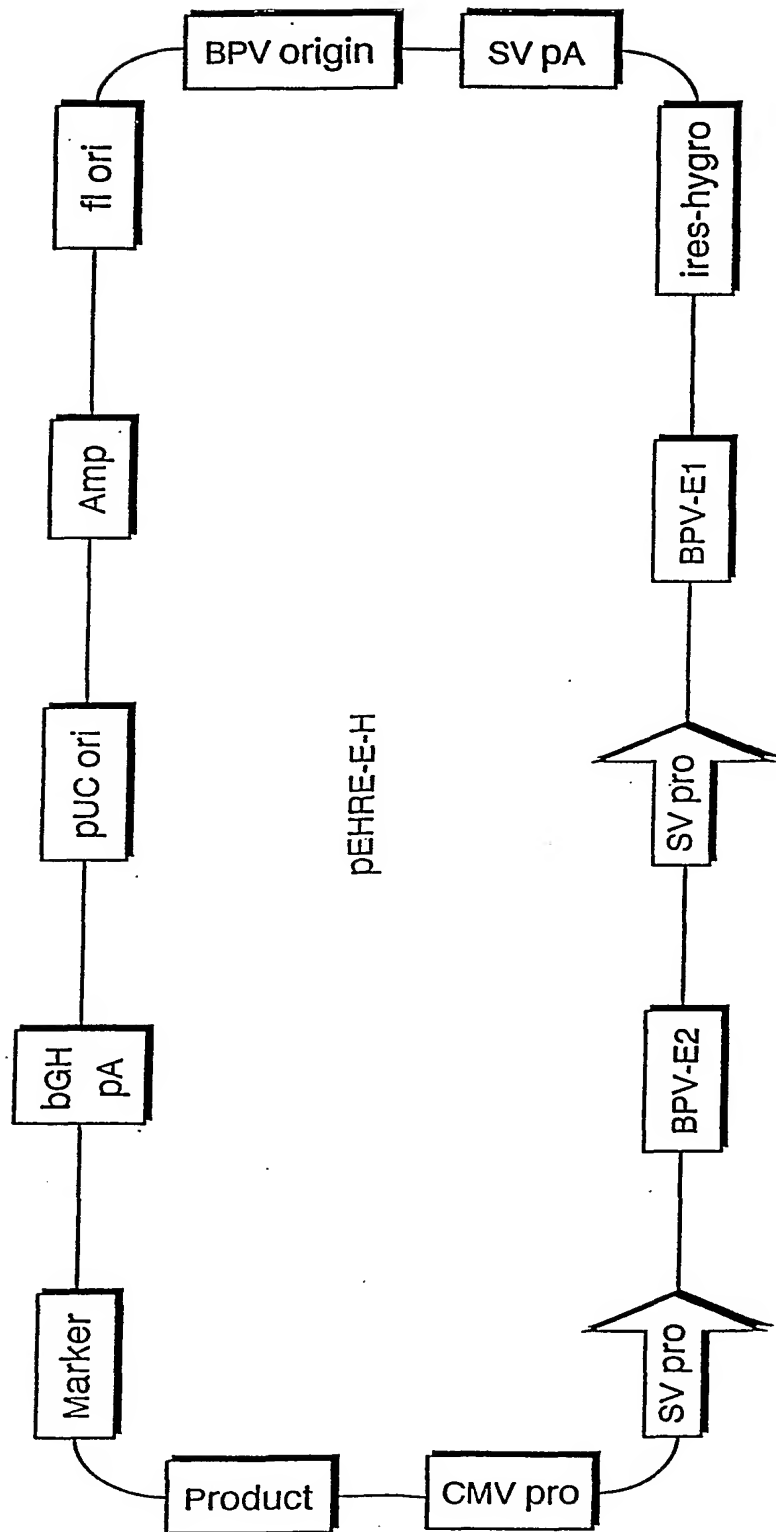 BPV origin
SV pA
fl ori
ires-hygro
Amp
BPV-E1
pUC ori
pEHRE-E-H
SV pro
bGH
pA
BPV-E2
Marker
SV pro
Product
CMV pro